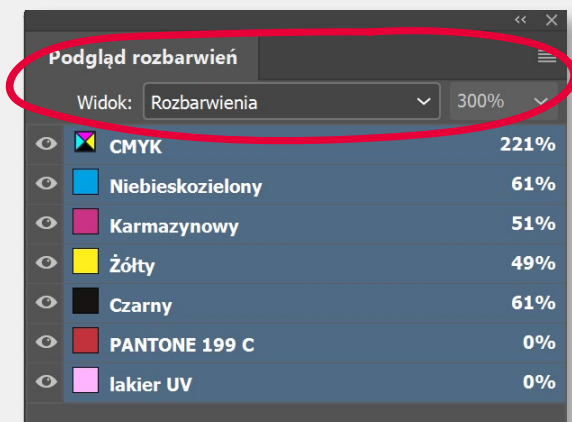 Podgląd rozbarwień
Widok: Rozbarwienia 300%
CMYK 221%
Niebieskozielony 61%
Karmazynowy 51%
Żółty 49%
Czarny 61%
PANTONE 199 C 0%
lakier UV 0%